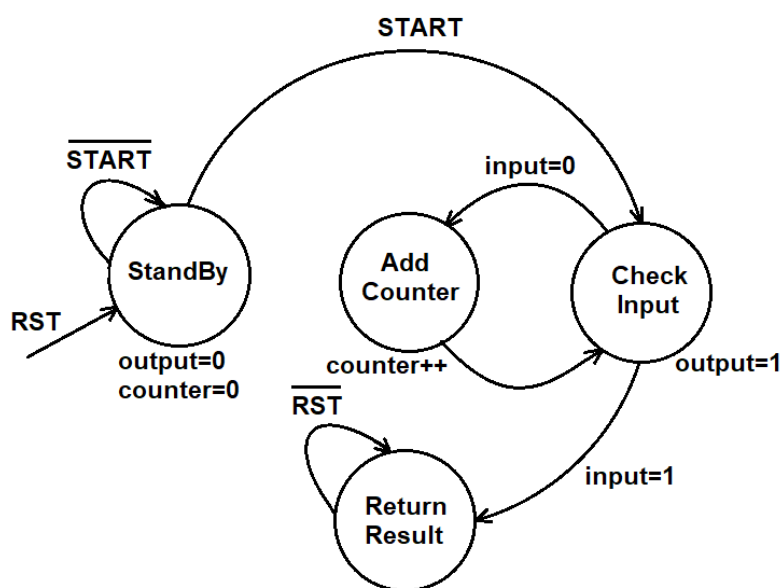 START
START
input=0
StandBy
Add
Counter
Check
Input
RST
output=0
counter=0
counter++
output=1
RST
input=1
Return
Result